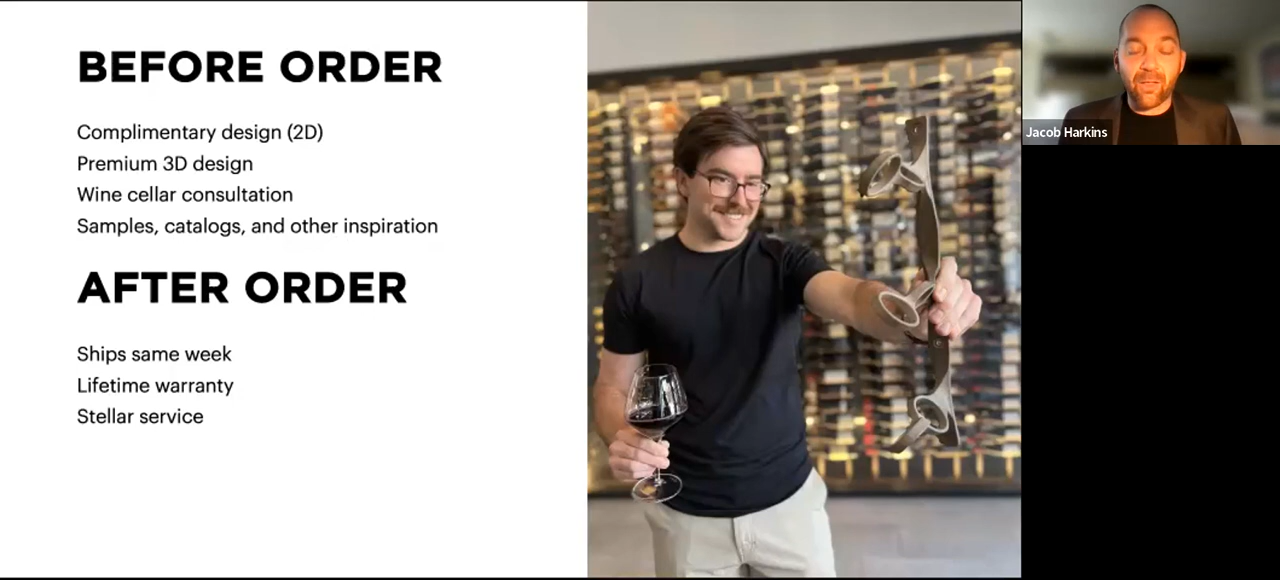 BEFORE ORDER
Complimentary design (2D)
Premium 3D design
Wine cellar consultation
Samples, catalogs, and other inspiration
AFTER ORDER
Ships same week
Lifetime warranty
Stellar service
Jacob Harkins